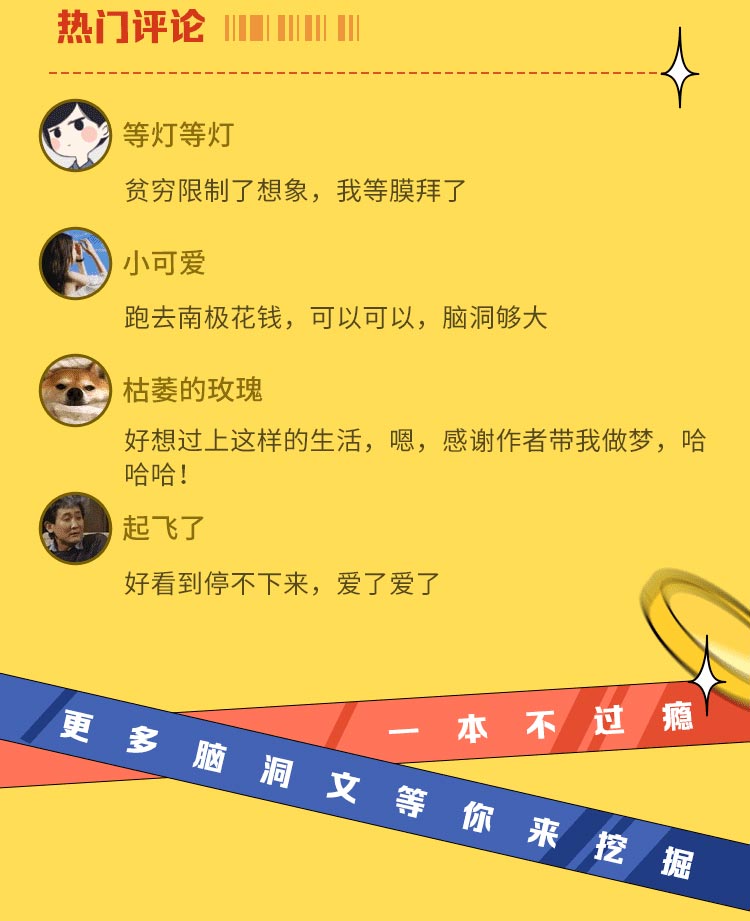 热门评论
等灯等灯
贫穷限制了想象，我等膜拜了
小可爱
跑去南极花钱，可以可以，脑洞够大
枯萎的玫瑰
好想过上这样的生活，嗯，感谢作者带我做梦，哈
哈哈！
起飞了
好看到停不下来，爱了爱了
一本不过瘾
更多脑洞文等你来挖掘